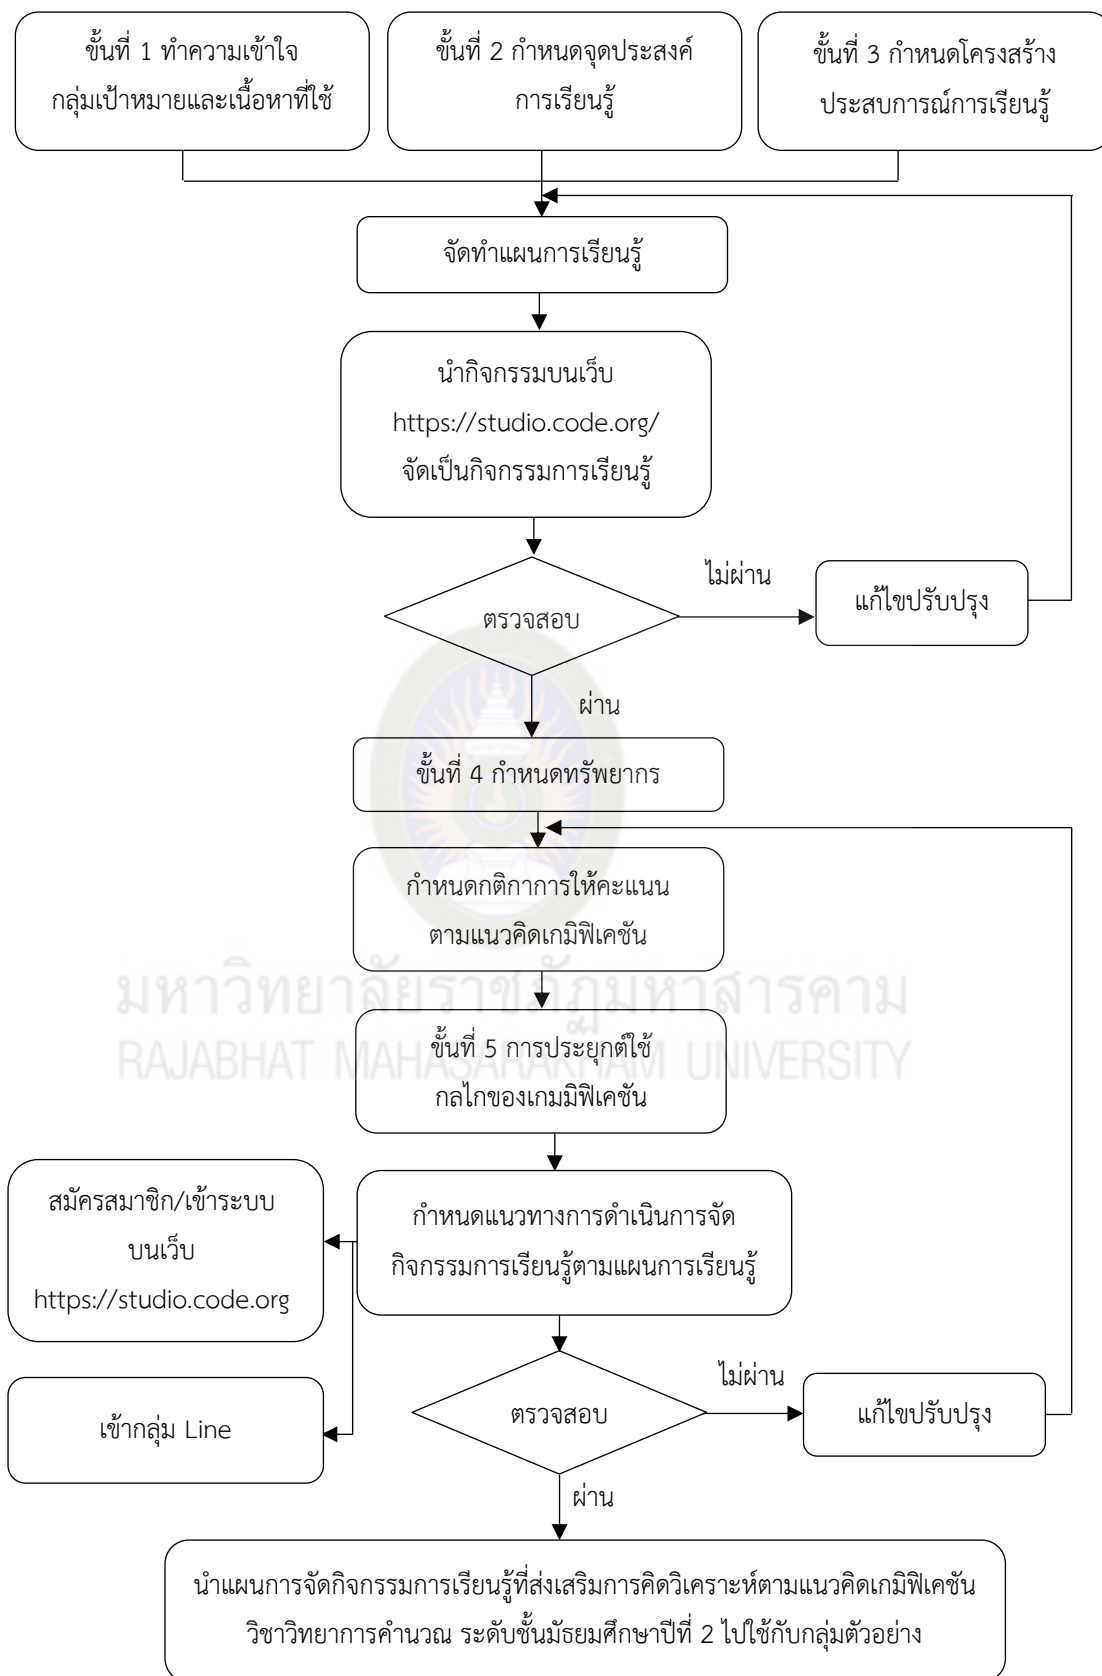 ขั้นที่ 1 ทำความเข้าใจ
กลุ่มเป้าหมายและเนื้อหาที่ใช้
ขั้นที่ 2 กำหนดจุดประสงค์
การเรียนรู้
ขั้นที่ 3 กำหนดโครงสร้าง
ประสบการณ์การเรียนรู้
จัดทำแผนการเรียนรู้
นำกิจกรรมบนเว็บ
https://studio.code.org/
จัดเป็นกิจกรรมการเรียนรู้
ตรวจสอบ
ไม่ผ่าน
แก้ไขปรับปรุง
ผ่าน
ขั้นที่ 4 กำหนดทรัพยากร
กำหนดกติกาการให้คะแนน
ตามแนวคิดเกมิฟิเคชัน
มหาวิทยาลัยราชภัฏมหาสารคาม
RAJABHAT MAHASARAKHAM UNIVERSITY
ขั้นที่ 5 การประยุกต์ใช้
กลไกของเกมมิฟิเคชัน
สมัครสมาชิก/เข้าระบบ
บนเว็บ
https://studio.code.org
กำหนดแนวทางการดำเนินการจัด
กิจกรรมการเรียนรู้ตามแผนการเรียนรู้
เข้ากลุ่ม Line
ตรวจสอบ
ไม่ผ่าน
แก้ไขปรับปรุง
ผ่าน
นำแผนการจัดกิจกรรมการเรียนรู้ที่ส่งเสริมการคิดวิเคราะห์ตามแนวคิดเกมิฟิเคชัน
วิชาวิทยาการคำนวณ ระดับชั้นมัธยมศึกษาปีที่ 2 ไปใช้กับกลุ่มตัวอย่าง